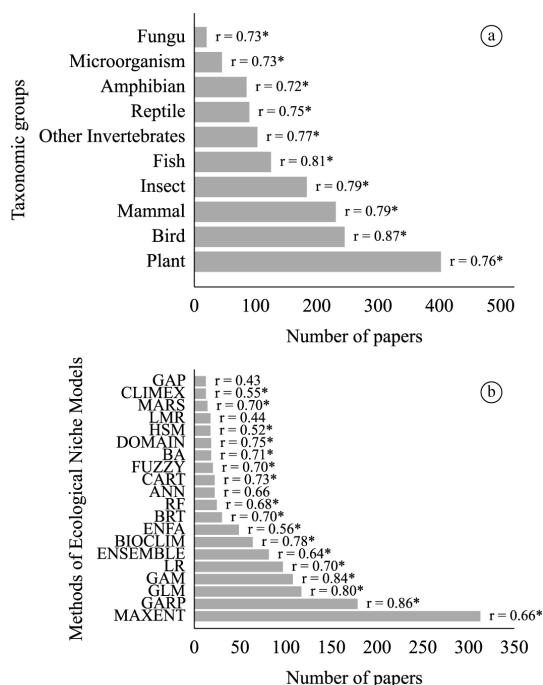 a
Fungu r = 0.73*
Microorganism r = 0.73*
Amphibian r = 0.72*
Reptile r = 0.75*
Other Invertebrates r = 0.77*
Fish r = 0.81*
Insect r = 0.79*
Mammal r = 0.79*
Bird r = 0.87*
Plant r = 0.76*
Taxonomic groups
0 100 200 300 400 500
Number of papers
b
GAP r = 0.43
CLIMEX r = 0.55*
MARS r = 0.70*
LMR r = 0.44
HSM r = 0.52*
DOMAIN r = 0.75*
BA r = 0.71*
FUZZY r = 0.70*
CART r = 0.73*
ANN r = 0.66
RF r = 0.68*
BRT r = 0.70*
ENFA r = 0.56*
BIOCLIM r = 0.78*
ENSEMBLE r = 0.64*
LR r = 0.70*
GAM r = 0.84*
GLM r = 0.80*
GARP r = 0.86*
MAXENT r = 0.66*
Methods of Ecological Niche Models
0 50 100 150 200 250 300 350
Number of papers